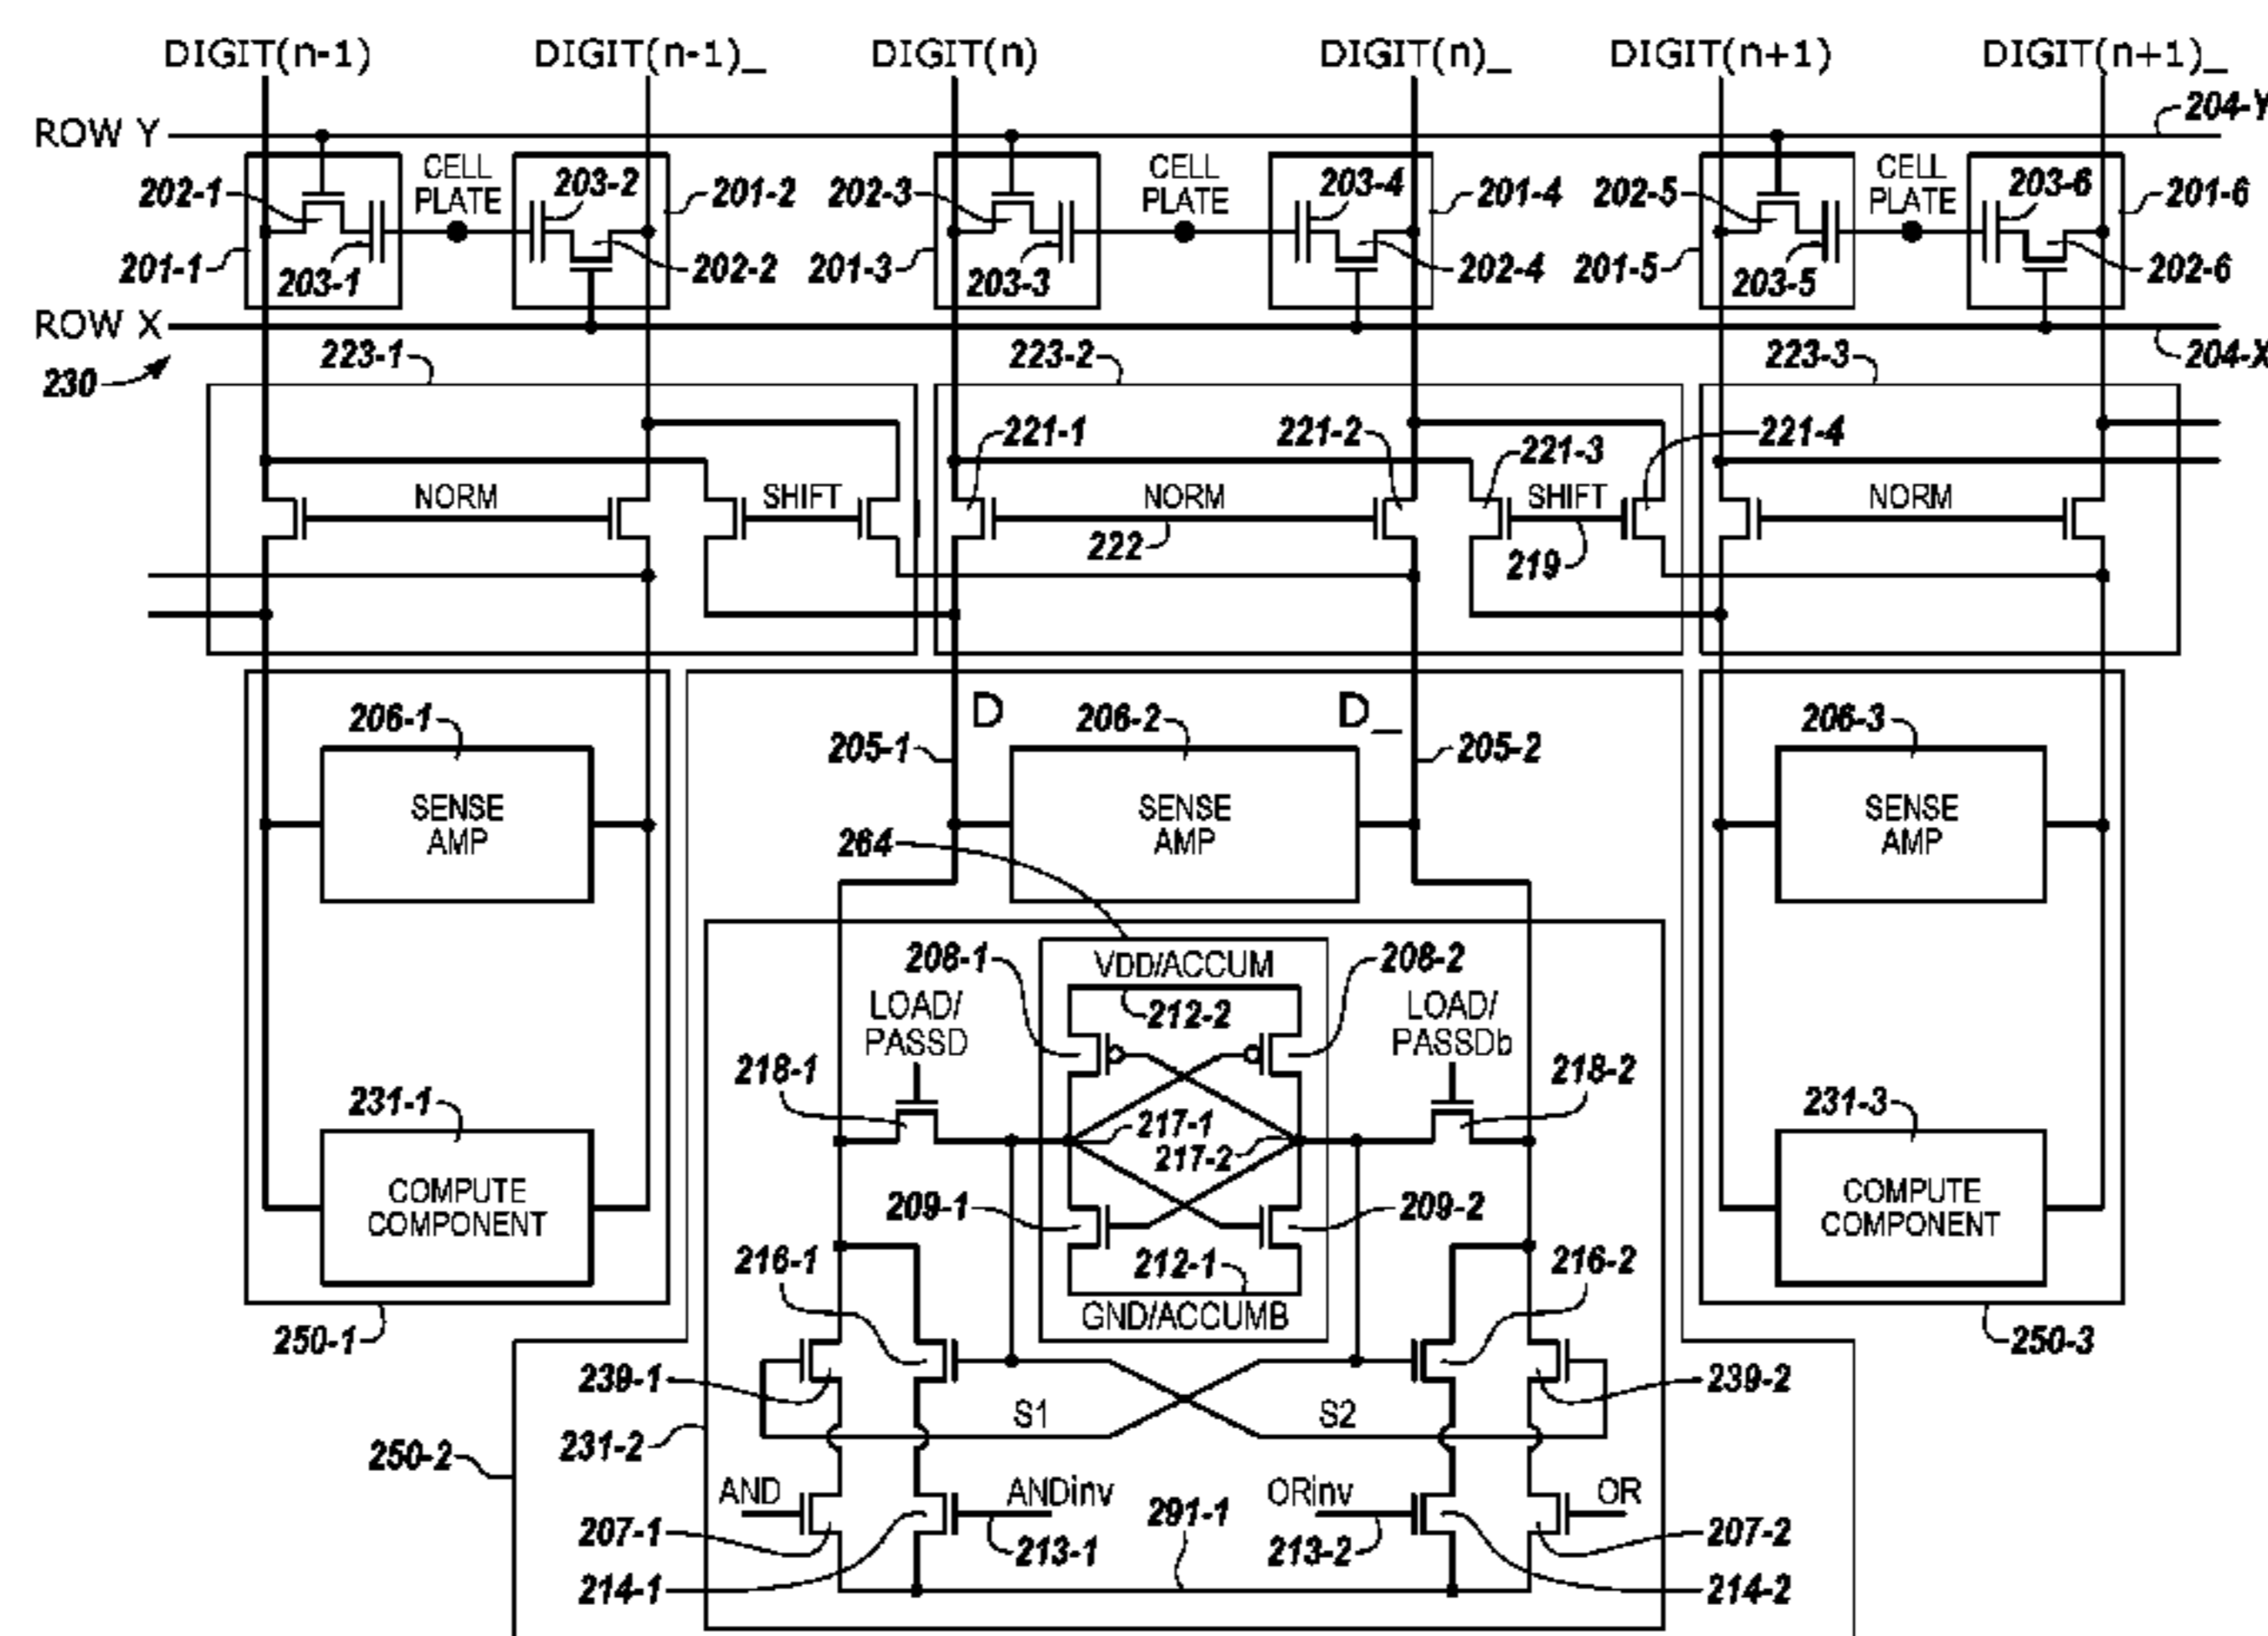 DIGIT(n-1) DIGIT(n-1)_ DIGIT(n) DIGIT(n)_ DIGIT(n+1) DIGIT(n+1)_
ROW Y 204-Y
CELL PLATE CELL PLATE CELL PLATE
202-1 203-2 201-2 202-3 203-4 201-4 202-5 203-6 201-6
201-1 203-1 202-2 201-3 203-3 202-4 201-5 203-5 202-6
ROW X 204-X
230 223-1 223-2 223-3
221-1 221-2 221-3 221-4
NORM SHIFT NORM SHIFT NORM
222 219
D D_
206-1 205-1 206-2 205-2 206-3
SENSE AMP SENSE AMP SENSE AMP
264
208-1 VDD/ACCUM 208-2
LOAD/ PASSD 212-2 LOAD/ PASSDb
218-1 218-2
231-1 217-1 217-2 231-3
COMPUTE COMPONENT COMPUTE COMPONENT
209-1 209-2
216-1 212-1 216-2
GND/ACCUMB
250-1 250-3
239-1 239-2
S1 S2
250-2 231-2
AND ANDinv ORinv OR
291-1
207-1 213-1 213-2 207-2
214-1 214-2